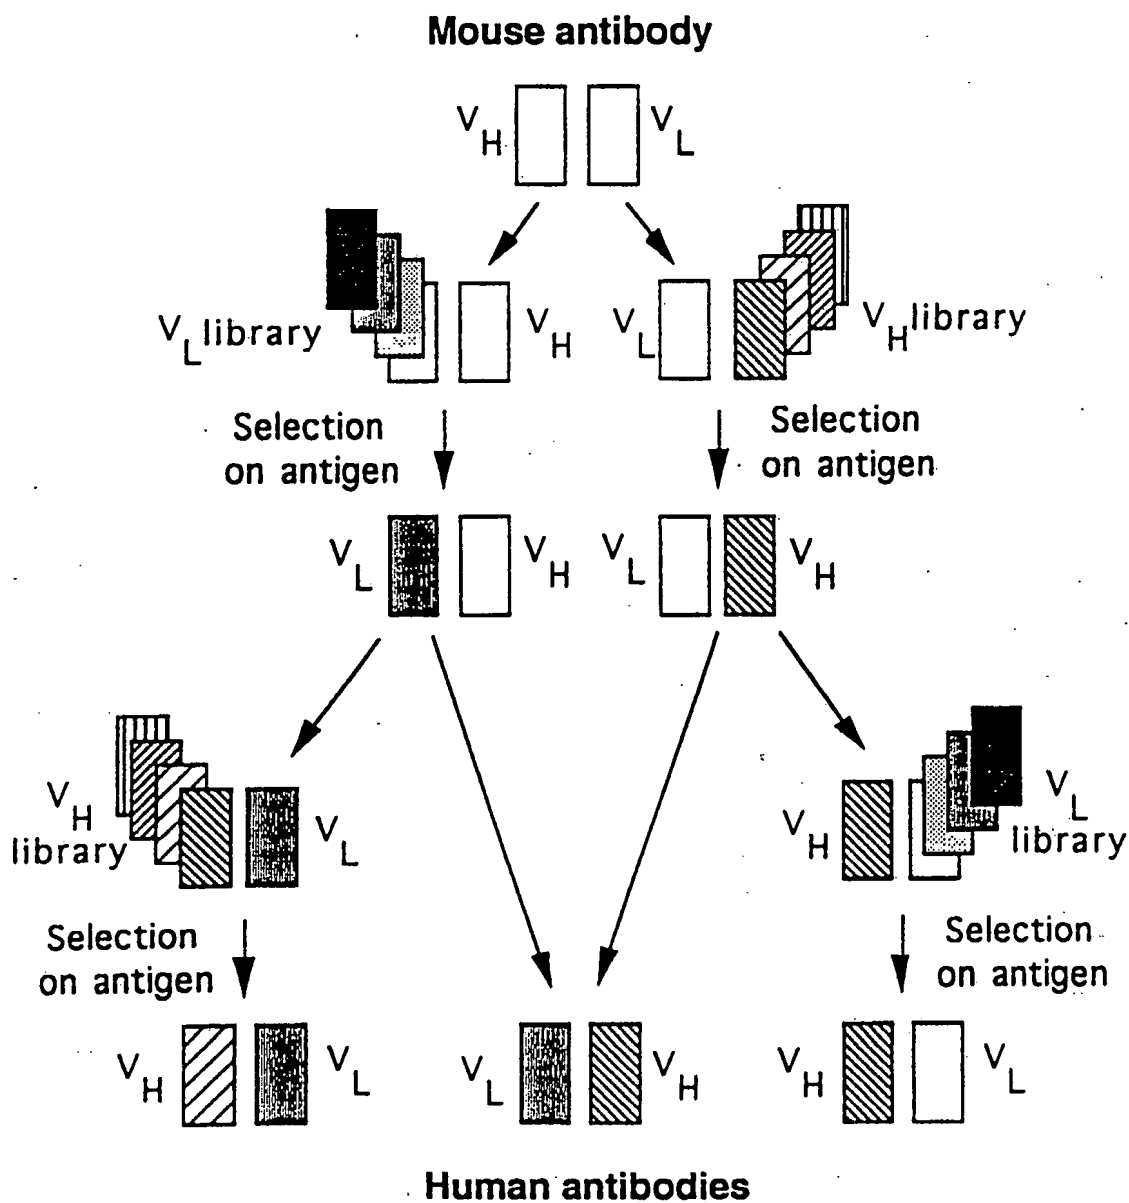 Mouse antibody
VH VL
VL library VH VL VH library
Selection on antigen Selection on antigen
VL VH VL VH
VH library VL VH VL library
Selection on antigen Selection on antigen
VH VL VL VH VH VL
Human antibodies